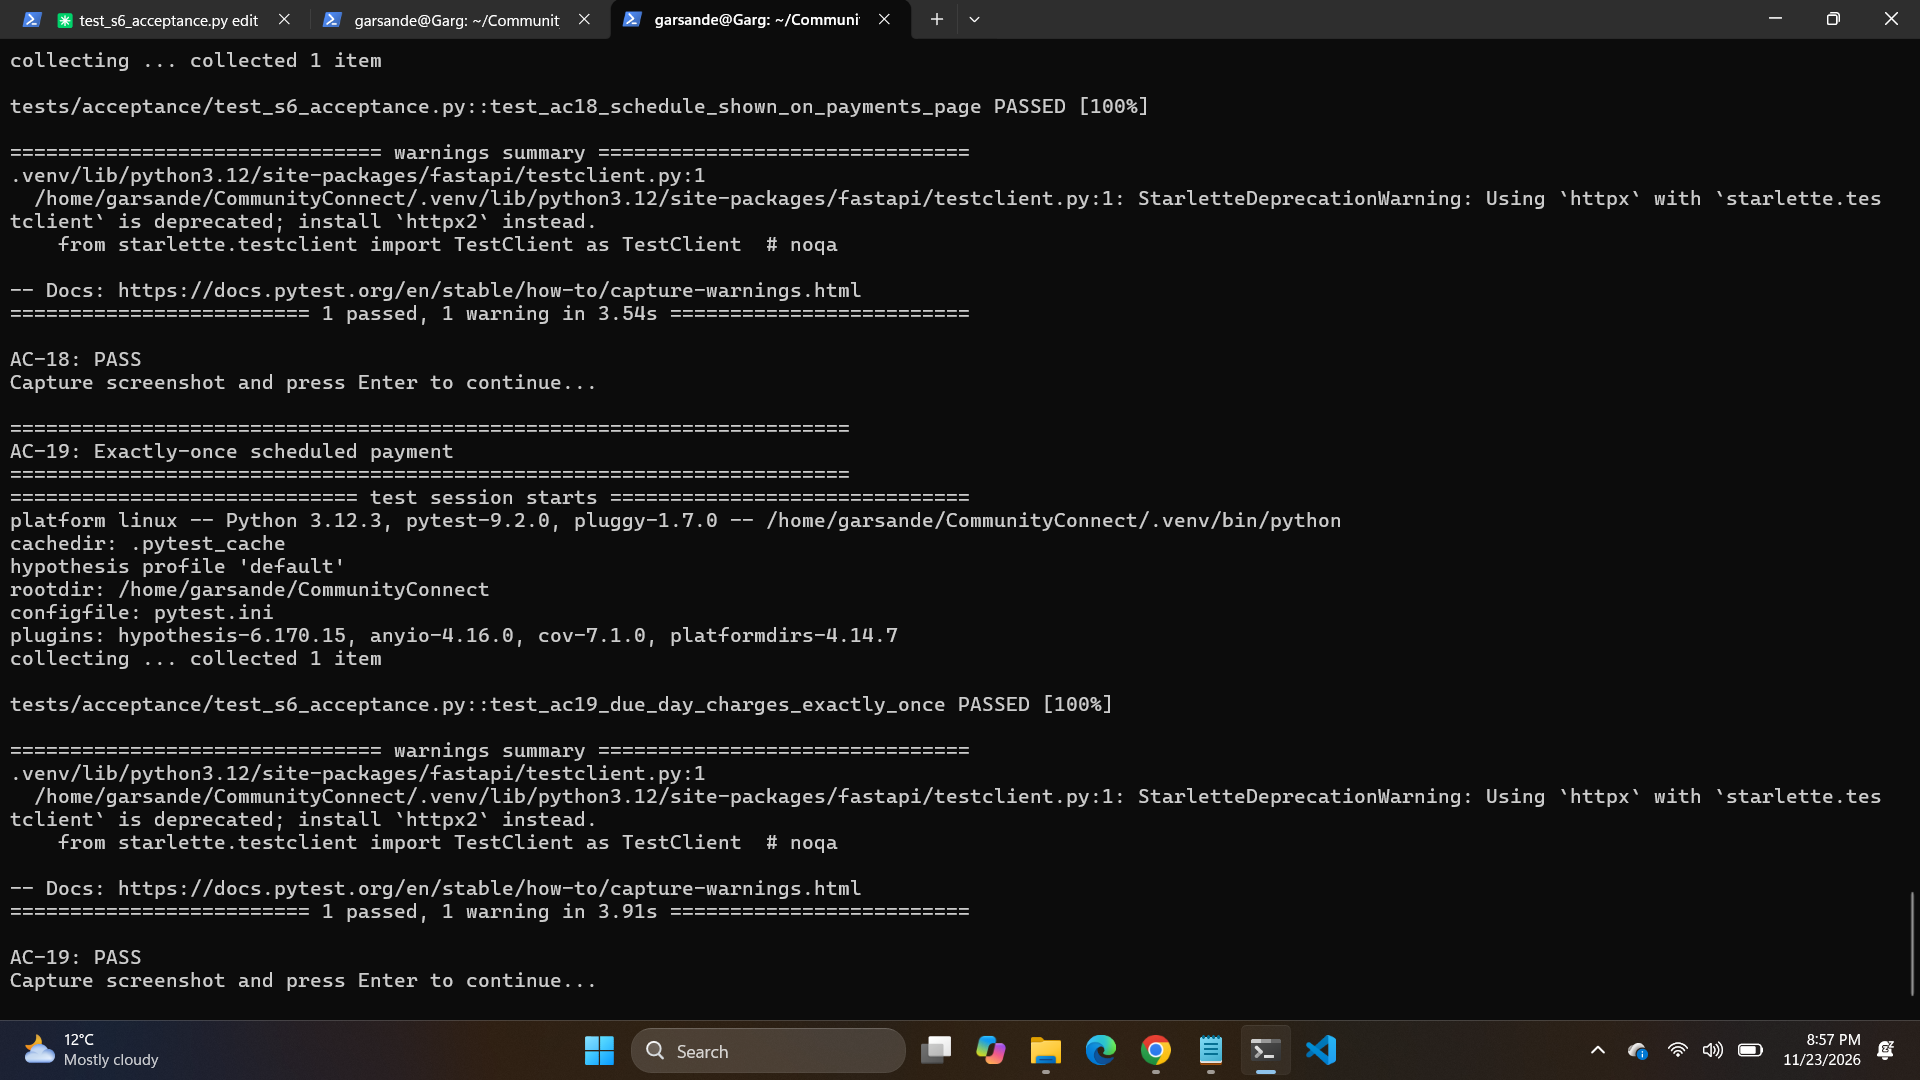 test_s6_acceptance.py edit
garsande@Garg: ~/Communit
garsande@Garg: ~/Communi
collecting ... collected 1 item
tests/acceptance/test_s6_acceptance.py::test_ac18_schedule_shown_on_payments_page PASSED [100%]
=============================== warnings summary ===============================
.venv/lib/python3.12/site-packages/fastapi/testclient.py:1
/home/garsande/CommunityConnect/.venv/lib/python3.12/site-packages/fastapi/testclient.py:1: StarletteDeprecationWarning: Using `httpx` with `starlette.tes
tclient` is deprecated; install `httpx2` instead.
from starlette.testclient import TestClient as TestClient  # noqa
-- Docs: https://docs.pytest.org/en/stable/how-to/capture-warnings.html
========================= 1 passed, 1 warning in 3.54s =========================
AC-18: PASS
Capture screenshot and press Enter to continue...
======================================================================
AC-19: Exactly-once scheduled payment
======================================================================
============================= test session starts ==============================
platform linux -- Python 3.12.3, pytest-9.2.0, pluggy-1.7.0 -- /home/garsande/CommunityConnect/.venv/bin/python
cachedir: .pytest_cache
hypothesis profile 'default'
rootdir: /home/garsande/CommunityConnect
configfile: pytest.ini
plugins: hypothesis-6.170.15, anyio-4.16.0, cov-7.1.0, platformdirs-4.14.7
collecting ... collected 1 item
tests/acceptance/test_s6_acceptance.py::test_ac19_due_day_charges_exactly_once PASSED [100%]
=============================== warnings summary ===============================
.venv/lib/python3.12/site-packages/fastapi/testclient.py:1
/home/garsande/CommunityConnect/.venv/lib/python3.12/site-packages/fastapi/testclient.py:1: StarletteDeprecationWarning: Using `httpx` with `starlette.tes
tclient` is deprecated; install `httpx2` instead.
from starlette.testclient import TestClient as TestClient  # noqa
-- Docs: https://docs.pytest.org/en/stable/how-to/capture-warnings.html
========================= 1 passed, 1 warning in 3.91s =========================
AC-19: PASS
Capture screenshot and press Enter to continue...
12°C
Mostly cloudy
Search
8:57 PM
11/23/2026